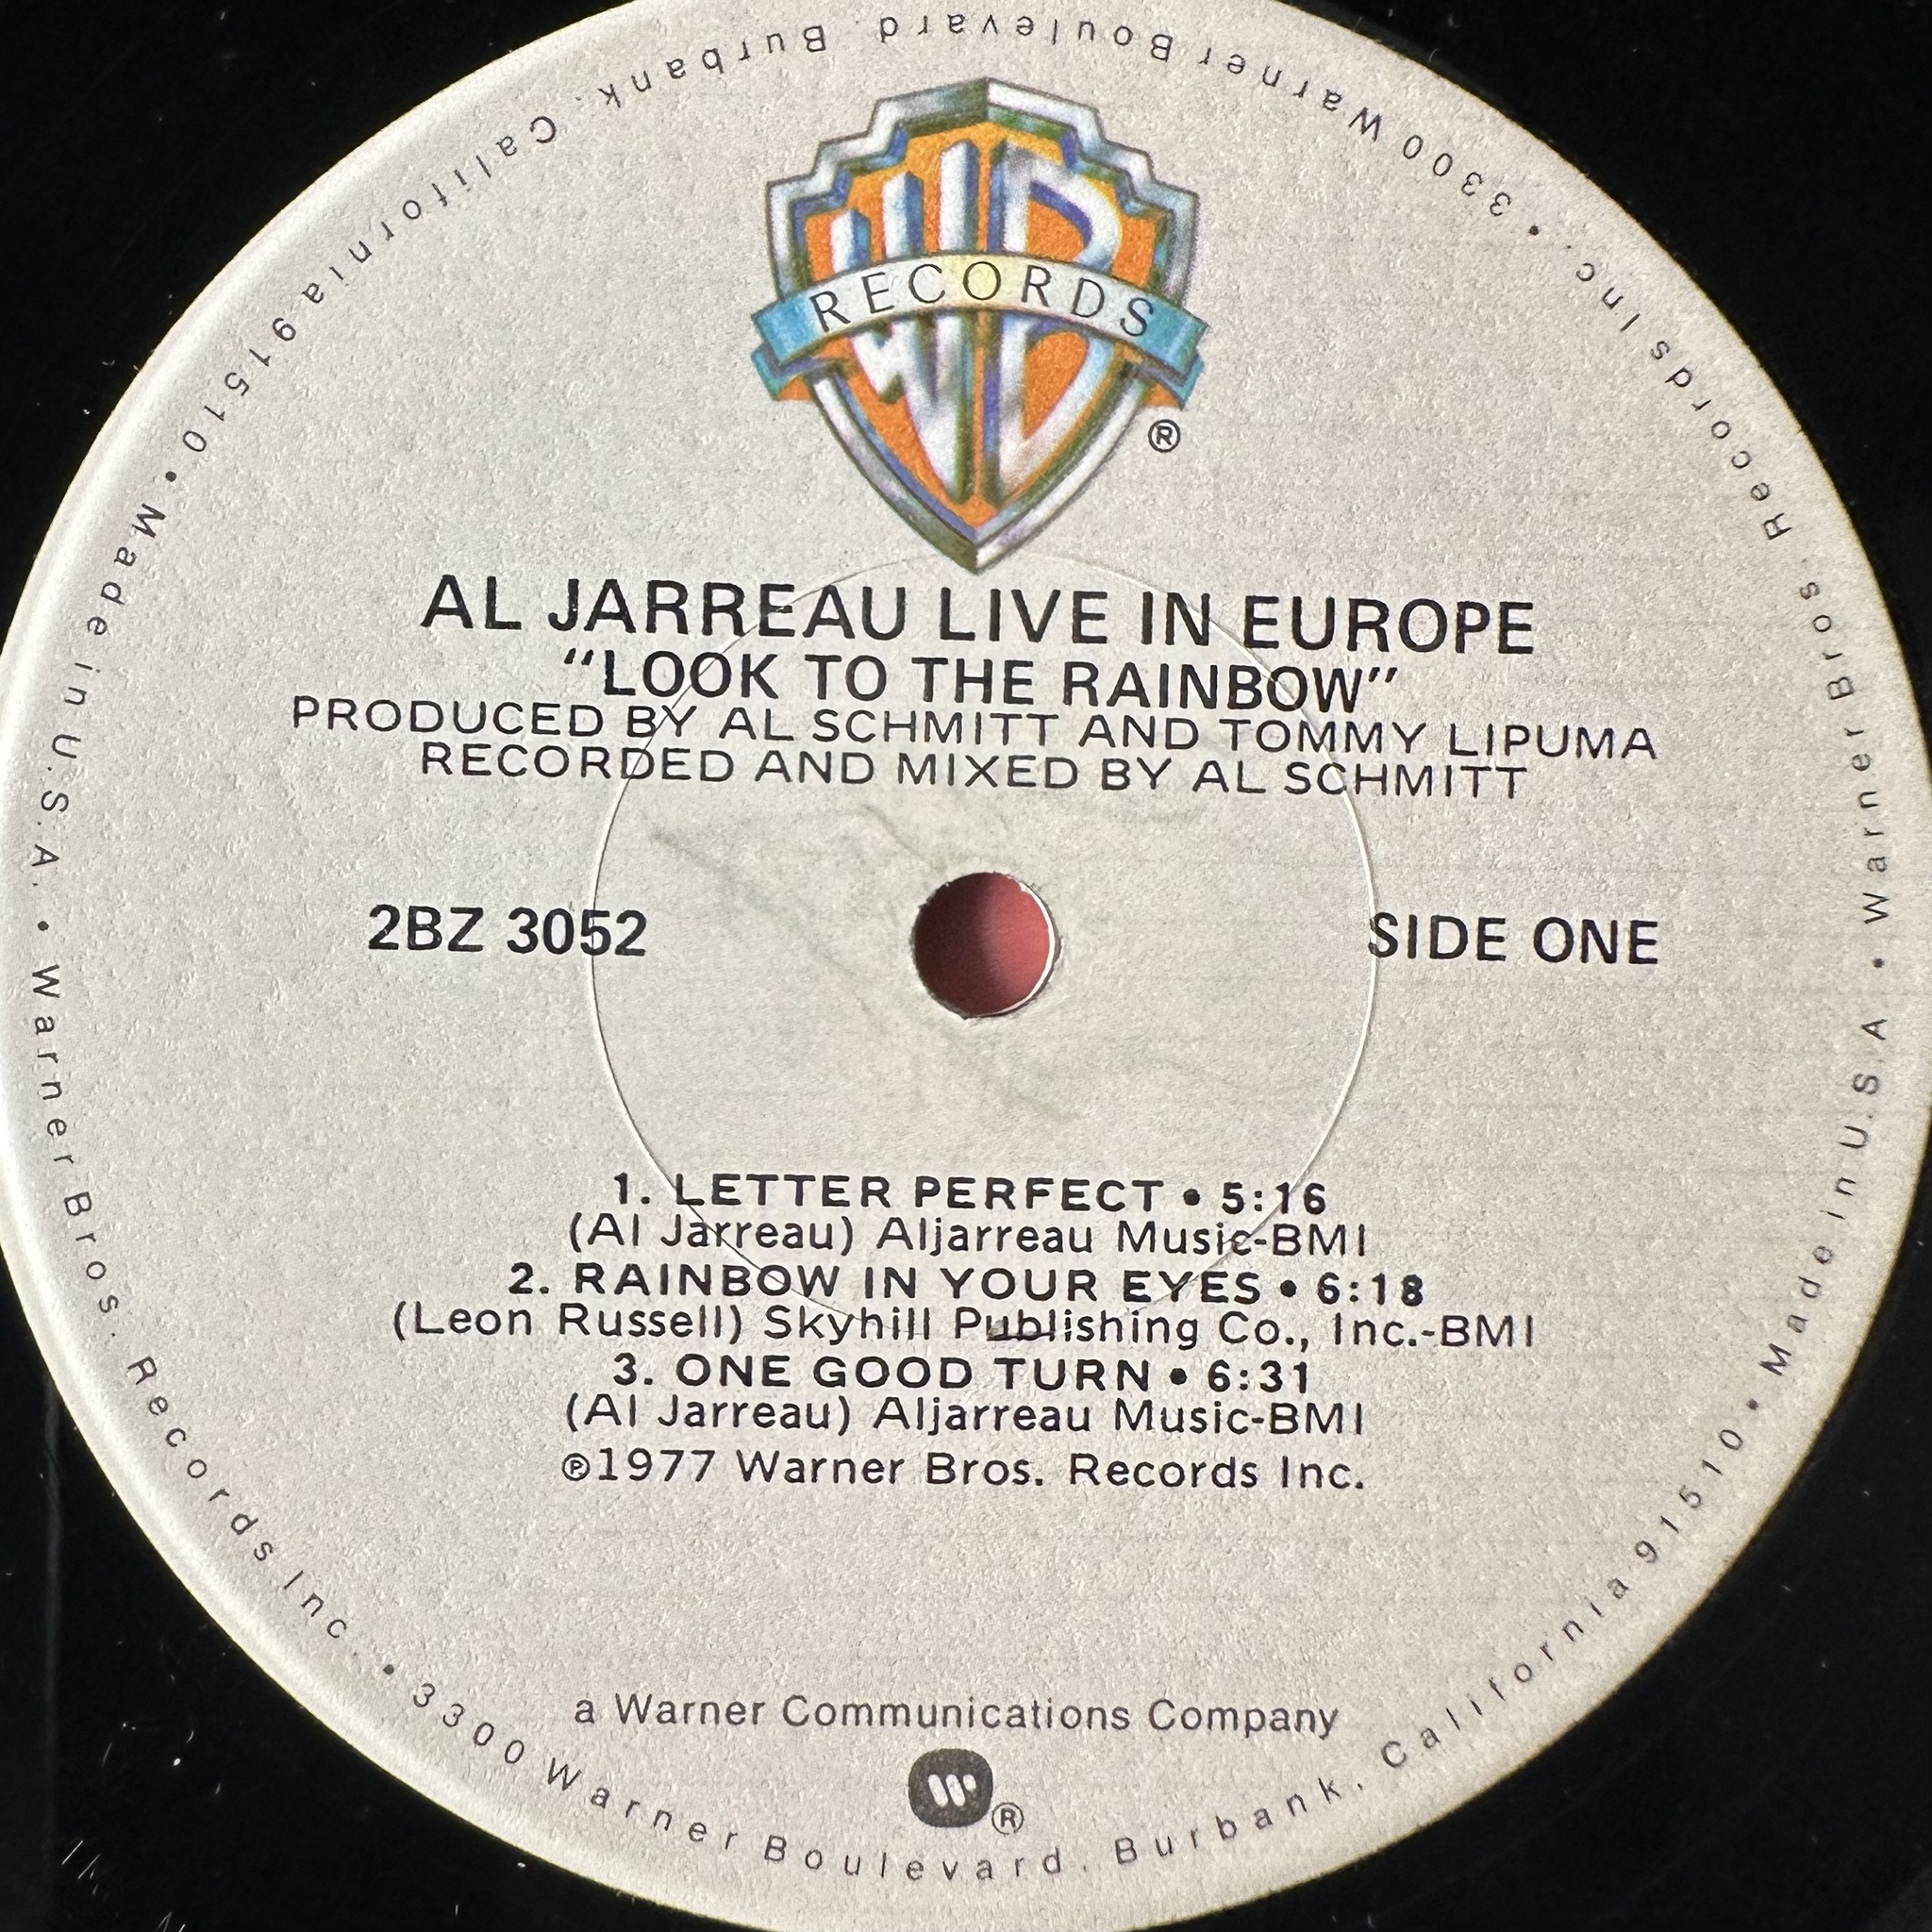 WB
RECORDS
®
AL JARREAU LIVE IN EUROPE
“LOOK TO THE RAINBOW”
PRODUCED BY AL SCHMITT AND TOMMY LIPUMA
RECORDED AND MIXED BY AL SCHMITT
2BZ 3052
SIDE ONE
1. LETTER PERFECT • 5:16
(Al Jarreau) Aljarreau Music-BMI
2. RAINBOW IN YOUR EYES • 6:18
(Leon Russell) Skyhill Publishing Co., Inc.-BMI
3. ONE GOOD TURN • 6:31
(Al Jarreau) Aljarreau Music-BMI
℗1977 Warner Bros. Records Inc.
a Warner Communications Company
W
®
• Warner Bros. Records Inc. • 3300 Warner Boulevard, Burbank, California 91510 • Made in U.S.A. • Warner Bros. Records Inc. • 3300 Warner Boulevard, Burbank, California 91510 • Made in U.S.A